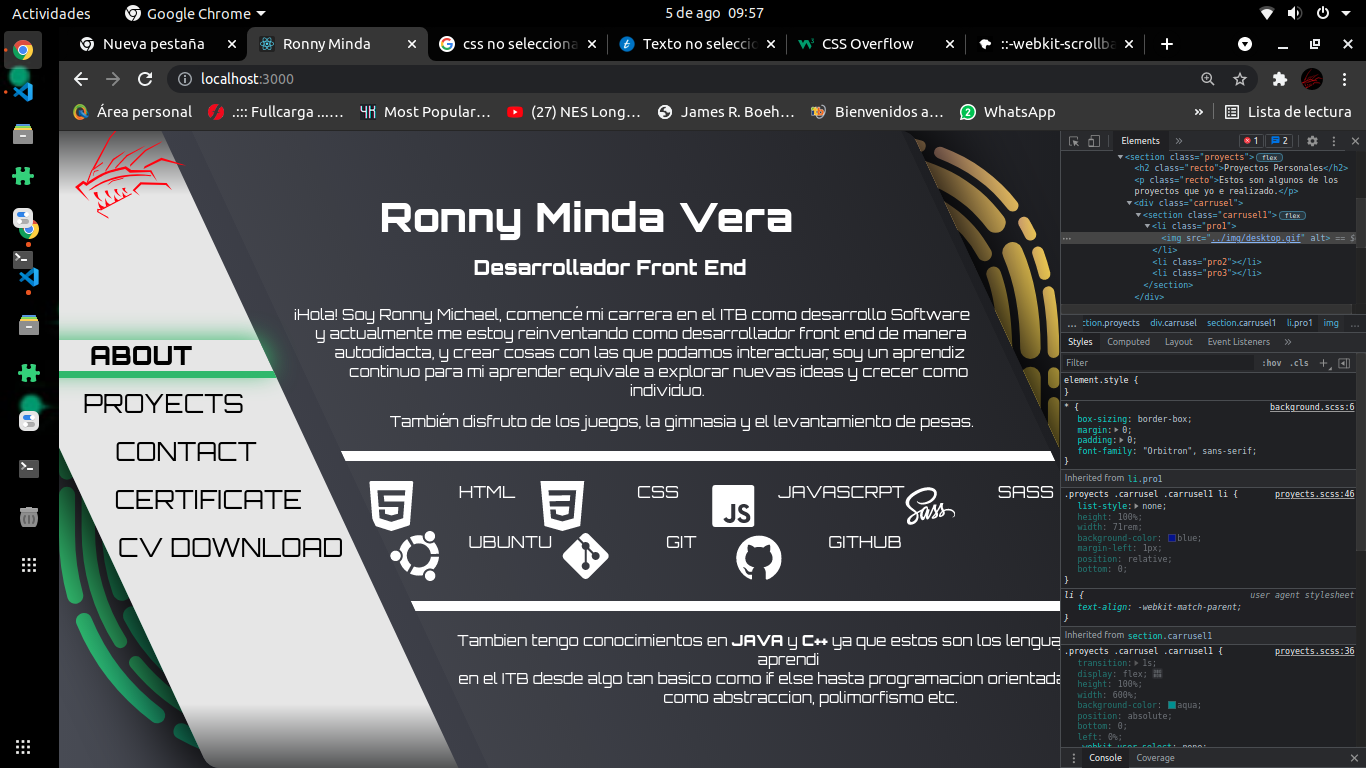 Actividades
Google Chrome
5 de ago 09:57
Nueva pestaña
Ronny Minda
css no selecciona
Texto no seleccio
CSS Overflow
::-webkit-scrollba
localhost:3000
Área personal
.:::: Fullcarga ...…
Most Popular…
(27) NES Long…
James R. Boeh…
Bienvenidos a…
WhatsApp
»
Lista de lectura
Ronny Minda Vera
Desarrollador Front End
¡Hola! Soy Ronny Michael, comencé mi carrera en el ITB como desarrollo Software
y actualmente me estoy reinventando como desarrollador front end de manera
autodidacta, y crear cosas con las que podamos interactuar, soy un aprendiz
continuo para mi aprender equivale a explorar nuevas ideas y crecer como
individuo.
También disfruto de los juegos, la gimnasia y el levantamiento de pesas.
ABOUT
PROYECTS
CONTACT
CERTIFICATE
CV DOWNLOAD
HTML
CSS
JS
JAVASCRPT
Sass
SASS
UBUNTU
GIT
GITHUB
Tambien tengo conocimientos en JAVA y C++ ya que estos son los lengua
aprendi
en el ITB desde algo tan basico como if else hasta programacion orientada
como abstraccion, polimorfismo etc.
Elements
»
1
2
<section class="proyectos"> flex
<h2 class="recto">Proyectos Personales</h2>
<p class="recto">Estos son algunos de los
proyectos que yo e realizado.</p>
<div class="carrusel">
<section class="carrusel1"> flex
<li class="pro1">
<img src="../img/desktop.gif" alt> == $
</li>
<li class="pro2"></li>
<li class="pro3"></li>
</section>
</div>
… ction.proyectos div.carrusel section.carrusel1 li.pro1 img …
Styles Computed Layout Event Listeners »
Filter :hov .cls
element.style {
}
* { background.scss:6
box-sizing: border-box;
margin: 0;
padding: 0;
font-family: "Orbitron", sans-serif;
}
Inherited from li.pro1
.proyectos .carrusel .carrusel1 li { proyects.scss:46
list-style: none;
height: 100%;
width: 71rem;
background-color: blue;
margin-left: 1px;
position: relative;
bottom: 0;
}
li { user agent stylesheet
text-align: -webkit-match-parent;
}
Inherited from section.carrusel1
.proyectos .carrusel .carrusel1 { proyects.scss:36
transition: 1s;
display: flex;
height: 100%;
width: 600%;
background-color: aqua;
position: absolute;
bottom: 0;
left: 0%;
-webkit-user-select: none;
Console Coverage